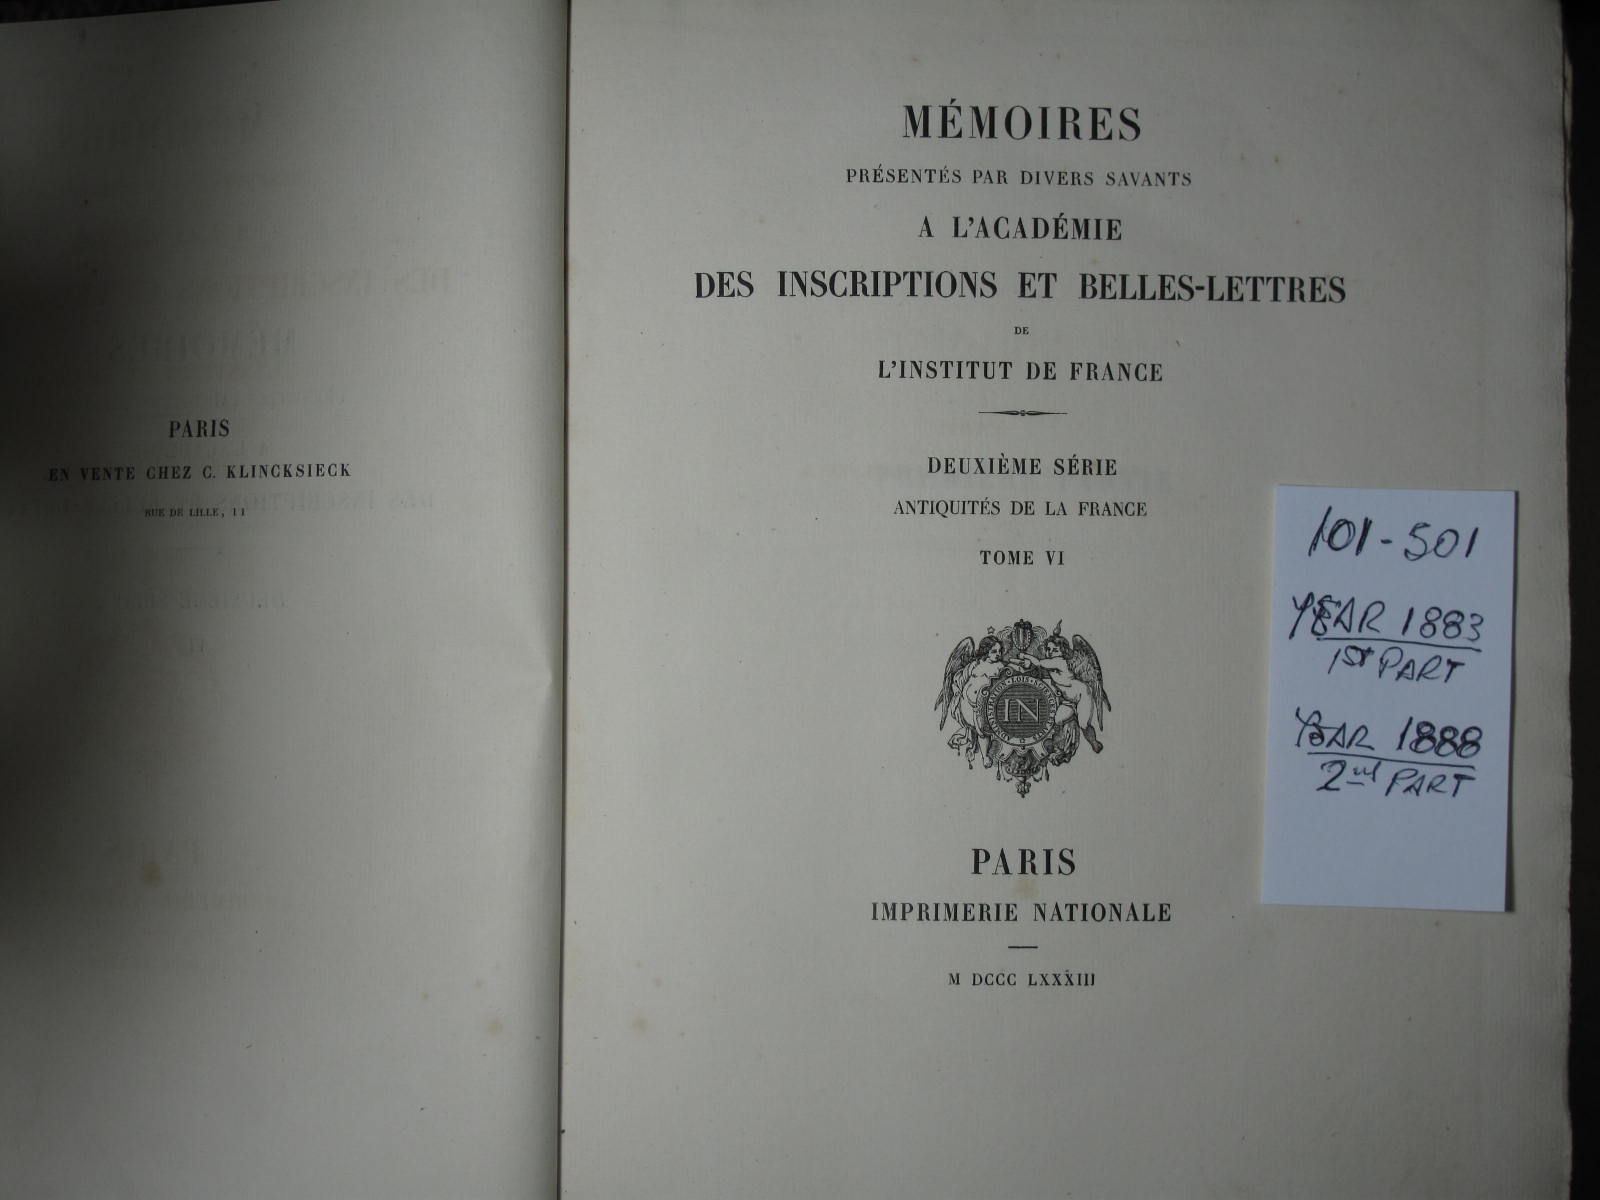 PARIS
EN VENTE CHEZ C. KLINCKSIECK
RUE DE LILLE, 11
MÉMOIRES
PRÉSENTÉS PAR DIVERS SAVANTS
A L'ACADÉMIE
DES INSCRIPTIONS ET BELLES-LETTRES
DE
L'INSTITUT DE FRANCE
DEUXIÈME SÉRIE
ANTIQUITÉS DE LA FRANCE
TOME VI
IN
PARIS
IMPRIMERIE NATIONALE
M DCCC LXXXIII
101-501
YEAR 1883
1ST PART
YEAR 1888
2nd PART